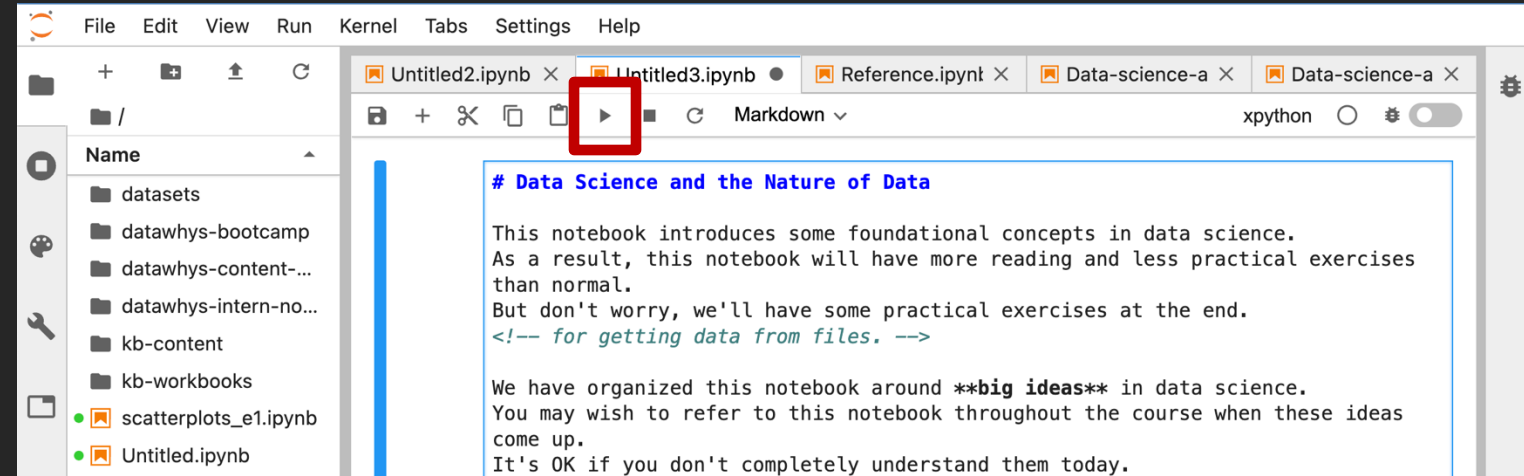 File Edit View Run Kernel Tabs Settings Help
Untitled2.ipynb Untitled3.ipynb Reference.ipynb Data-science-a Data-science-a
/
Markdown
xpython
Name
datasets
datawhys-bootcamp
datawhys-content-...
datawhys-intern-no...
kb-content
kb-workbooks
scatterplots_e1.ipynb
Untitled.ipynb
# Data Science and the Nature of Data
This notebook introduces some foundational concepts in data science.
As a result, this notebook will have more reading and less practical exercises
than normal.
But don't worry, we'll have some practical exercises at the end.
<!-- for getting data from files. -->
We have organized this notebook around **big ideas** in data science.
You may wish to refer to this notebook throughout the course when these ideas
come up.
It's OK if you don't completely understand them today.